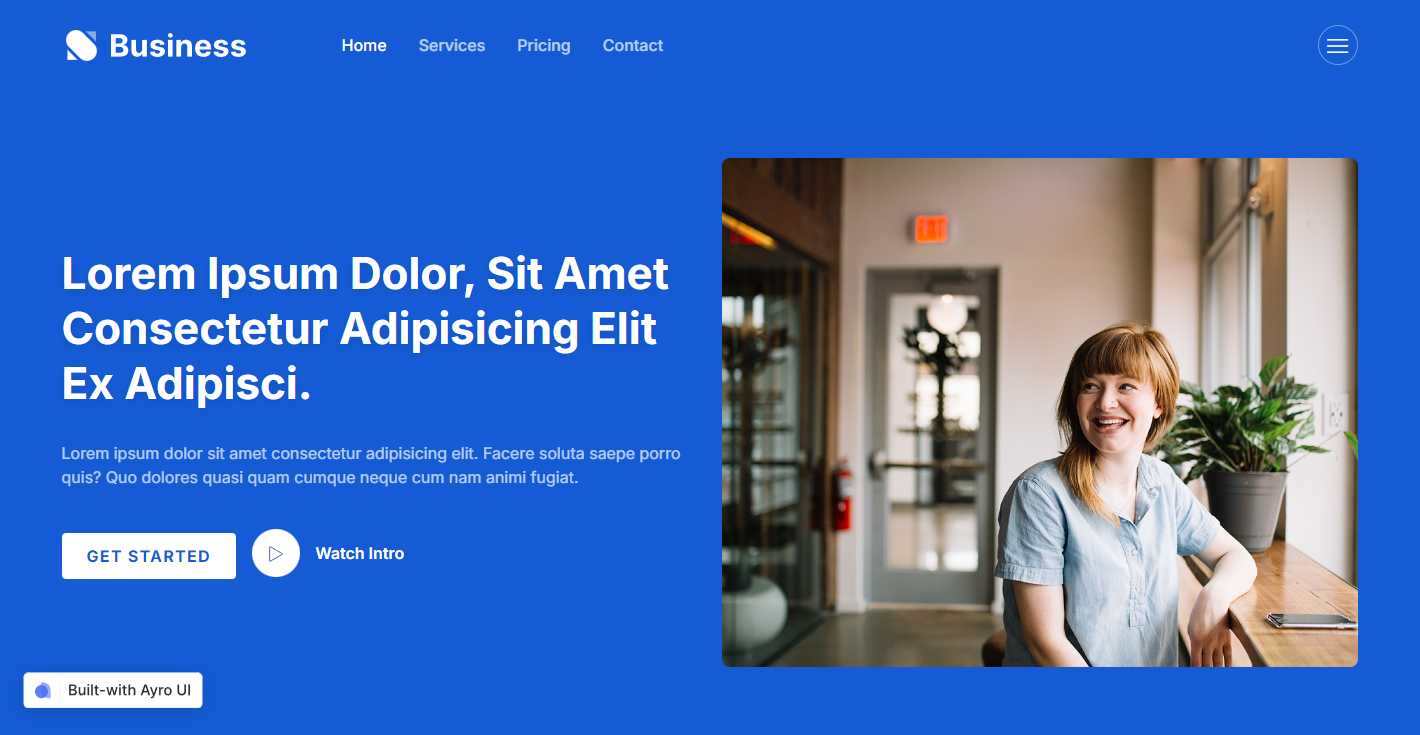 Business
Home Services Pricing Contact
EXIT
Lorem Ipsum Dolor, Sit Amet
Consectetur Adipisicing Elit
Ex Adipisci.
Lorem ipsum dolor sit amet consectetur adipisicing elit. Facere soluta saepe porro
quis? Quo dolores quasi quam cumque neque cum nam animi fugiat.
GET STARTED
Watch Intro
Built-with Ayro UI